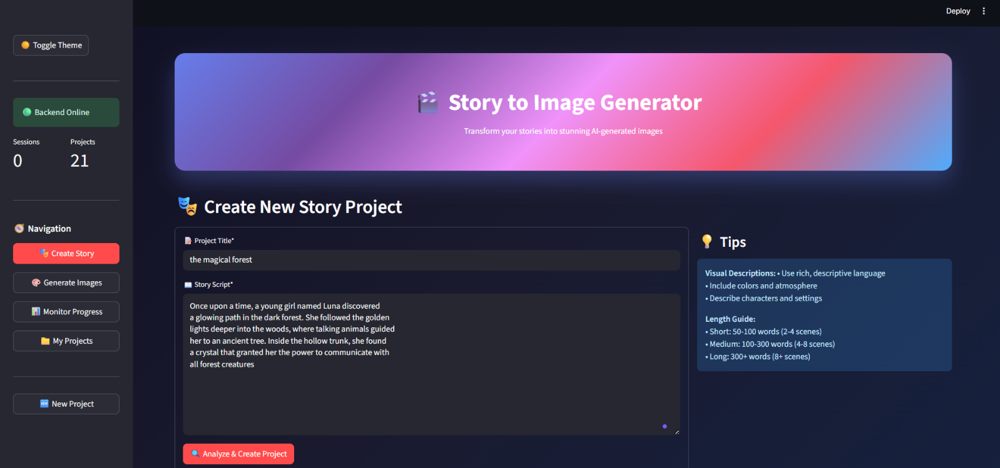 Deploy
Toggle Theme
Backend Online
Sessions
Projects
0
21
Navigation
Create Story
Generate Images
Monitor Progress
My Projects
New Project
Story to Image Generator
Transform your stories into stunning AI-generated images
Create New Story Project
Project Title*
the magical forest
Story Script*
Once upon a time, a young girl named Luna discovered
a glowing path in the dark forest. She followed the golden
lights deeper into the woods, where talking animals guided
her to an ancient tree. Inside the hollow trunk, she found
a crystal that granted her the power to communicate with
all forest creatures
Analyze & Create Project
Tips
Visual Descriptions: • Use rich, descriptive language
• Include colors and atmosphere
• Describe characters and settings
Length Guide:
• Short: 50-100 words (2-4 scenes)
• Medium: 100-300 words (4-8 scenes)
• Long: 300+ words (8+ scenes)